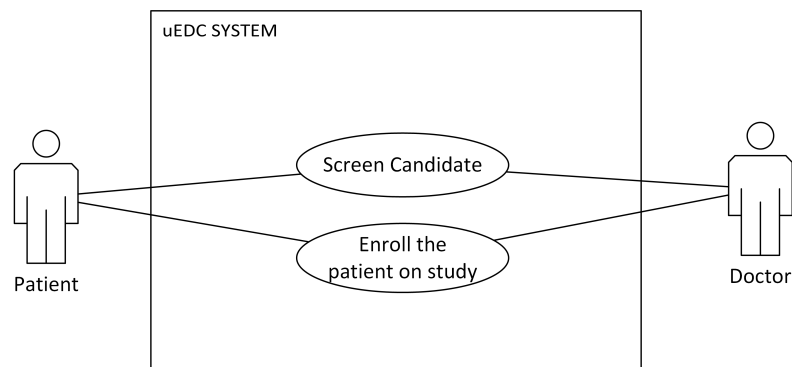 uEDC SYSTEM
Screen Candidate
Enroll the
patient on study
Patient
Doctor